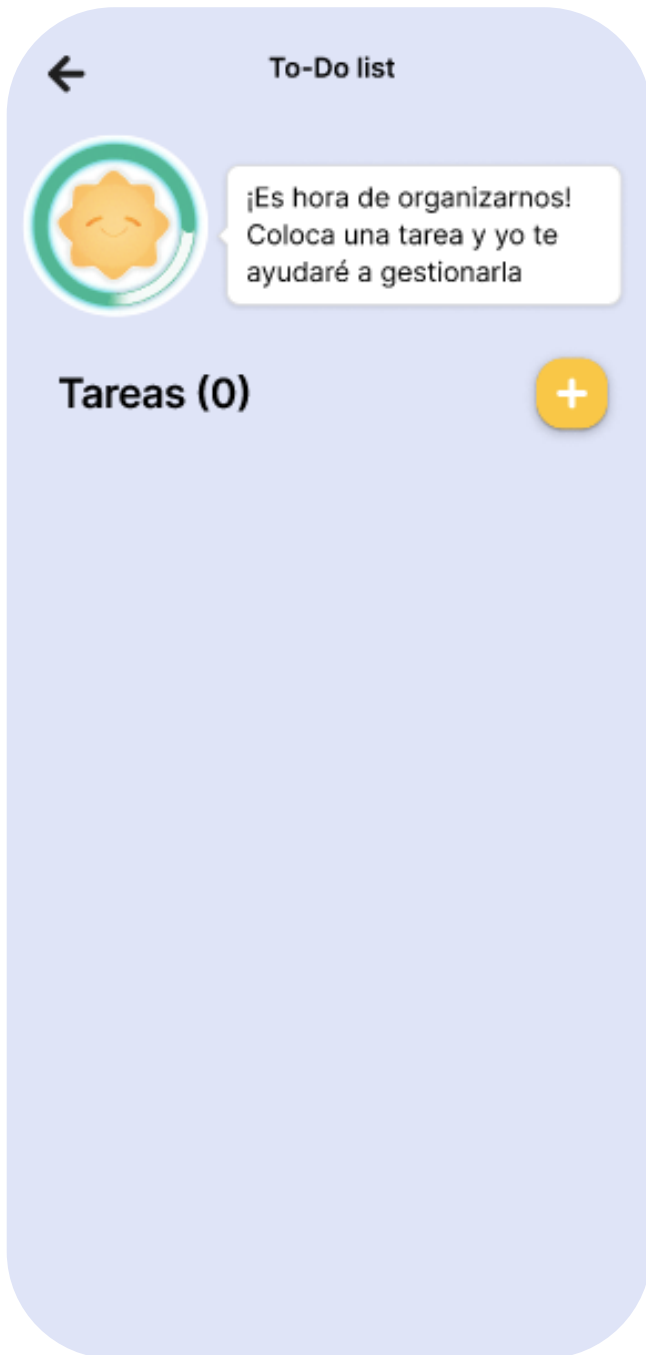 To-Do list
¡Es hora de organizarnos!
Coloca una tarea y yo te
ayudaré a gestionarla
Tareas (0)